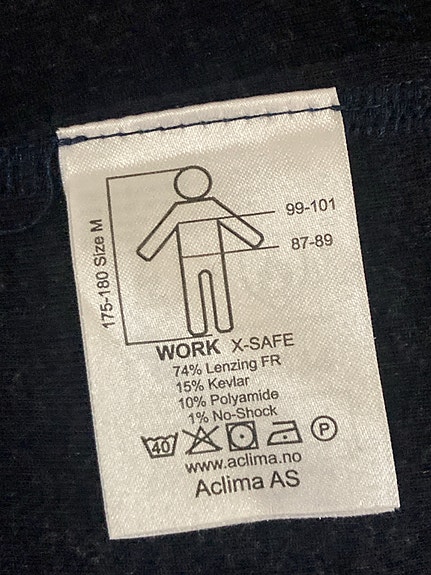 99-101
87-89
175-180 Size M
WORK X-SAFE
74% Lenzing FR
15% Kevlar
10% Polyamide
1% No-Shock
40 P
www.aclima.no
Aclima AS